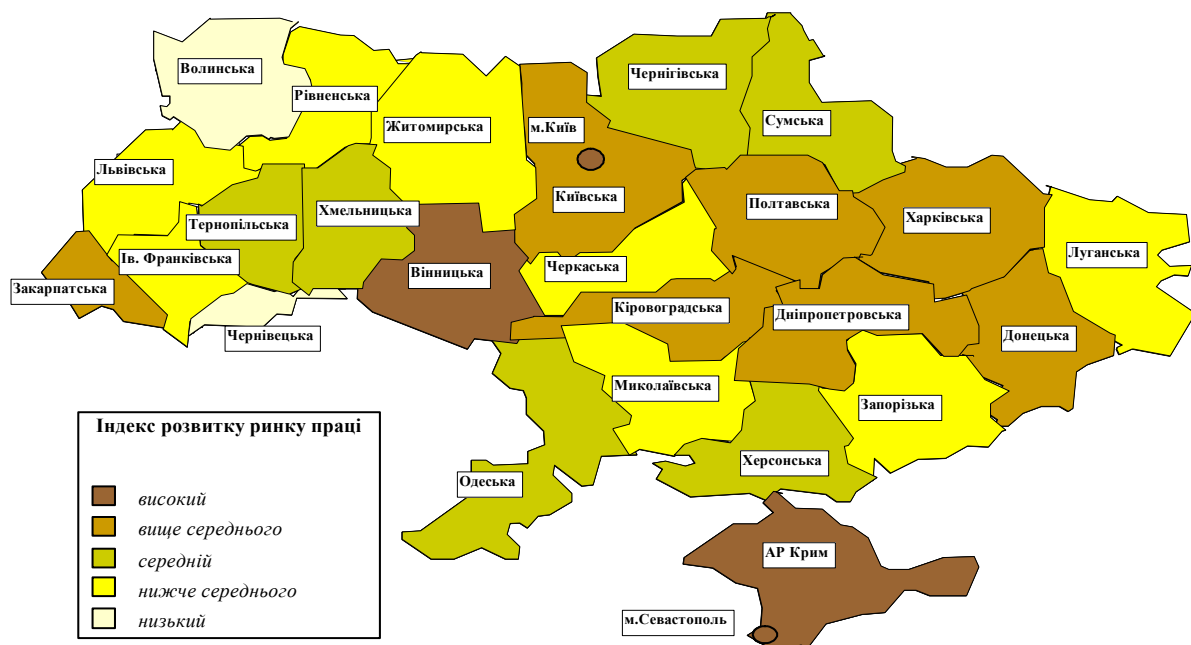 Волинська
Рівненська
Житомирська
м.Київ
Чернігівська
Сумська
Львівська
Тернопільська
Хмельницька
Київська
Полтавська
Харківська
Луганська
Закарпатська
Ів. Франківська
Вінницька
Черкаська
Чернівецька
Кіровоградська
Дніпропетровська
Донецька
Миколаївська
Запорізька
Херсонська
Одеська
АР Крим
м.Севастополь
Індекс розвитку ринку праці
високий
вище середнього
середній
нижче середнього
низький